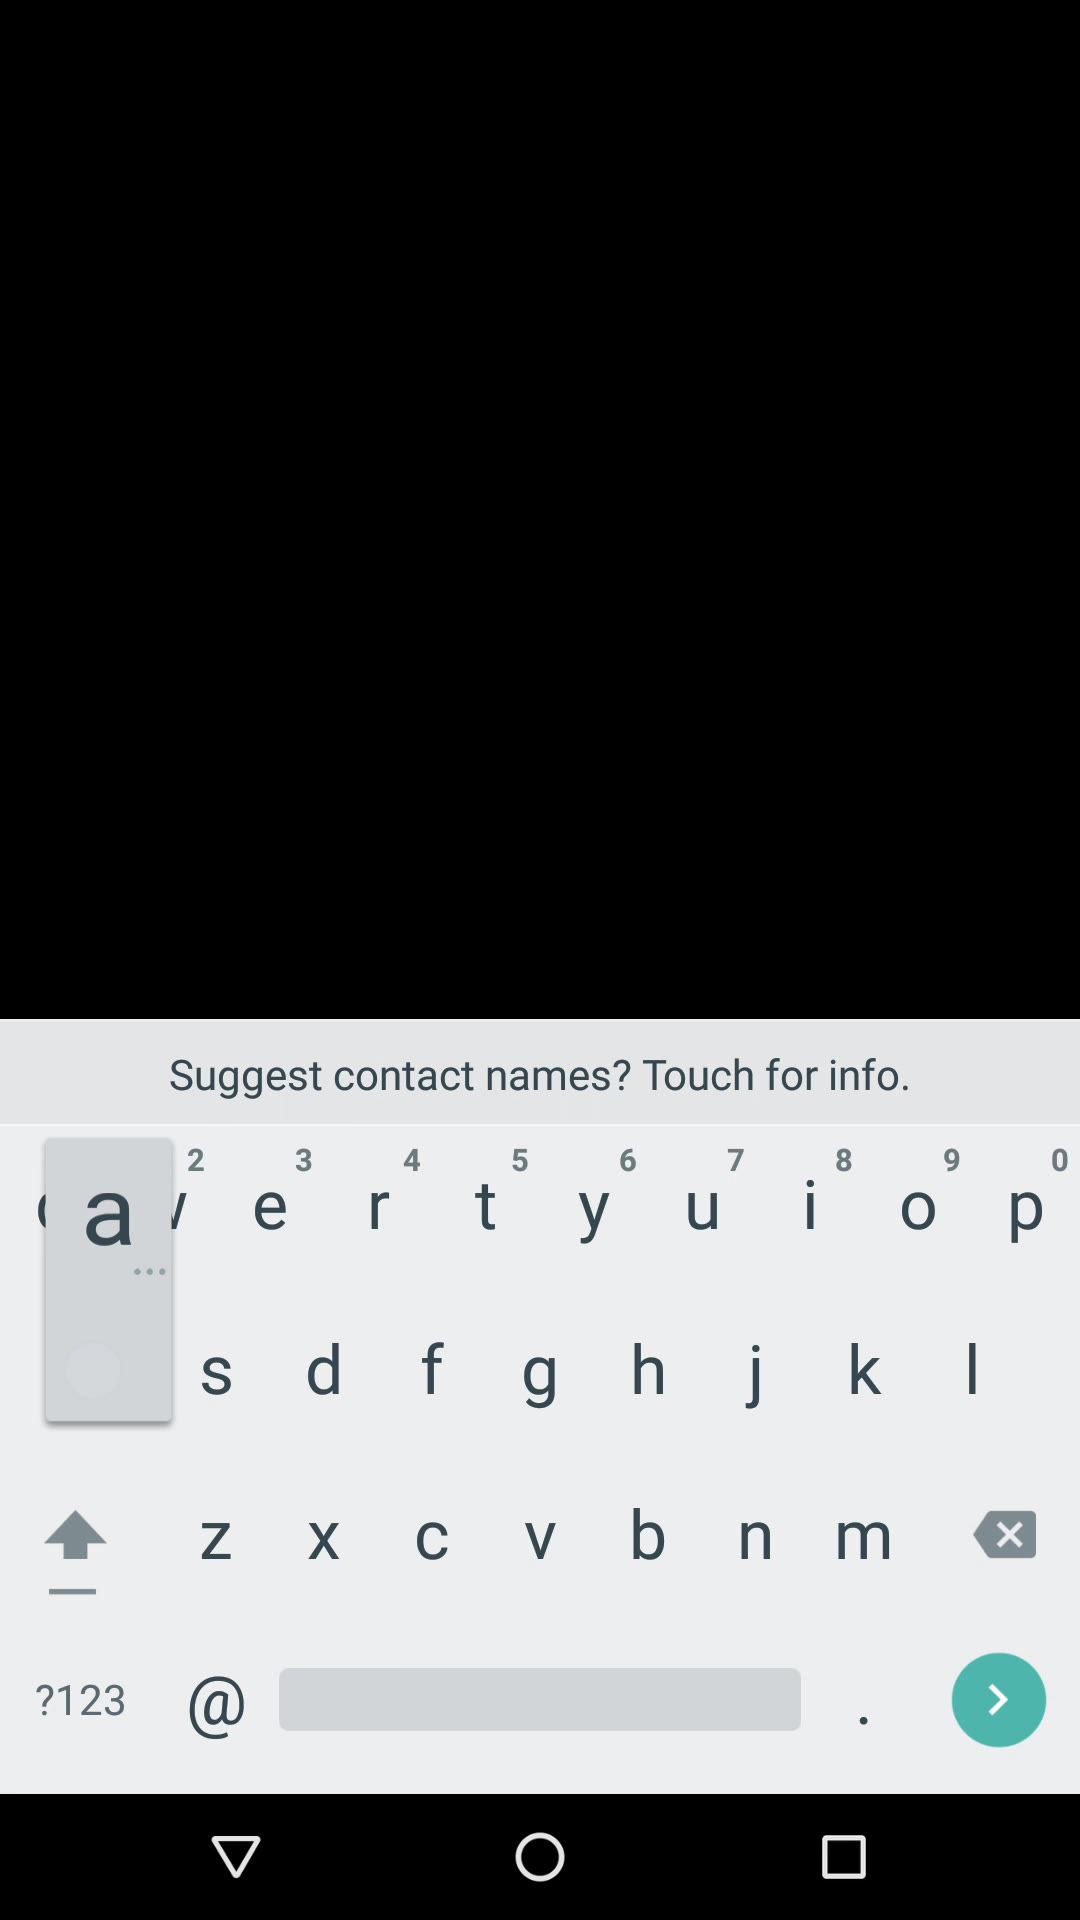 Suggest contact names? Touch for info.
2 3 4 5 6 7 8 9 0
a e r t y u i o p
s d f g h j k l
z x c v b n m
?123 @ .